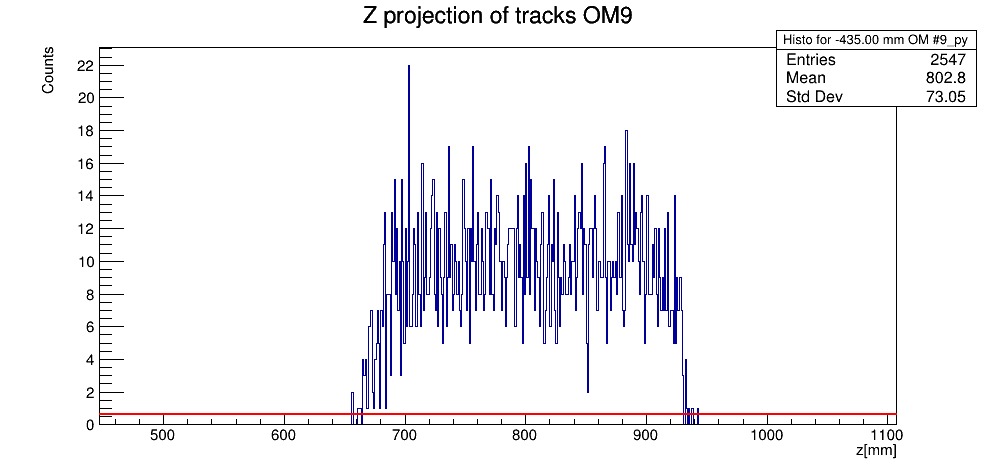 Z projection of tracks OM9
Histo for -435.00 mm OM #9_py
Entries 2547
Mean 802.8
Std Dev 73.05
Counts
22
20
18
16
14
12
10
8
6
4
2
0
500 600 700 800 900 1000 1100
z[mm]